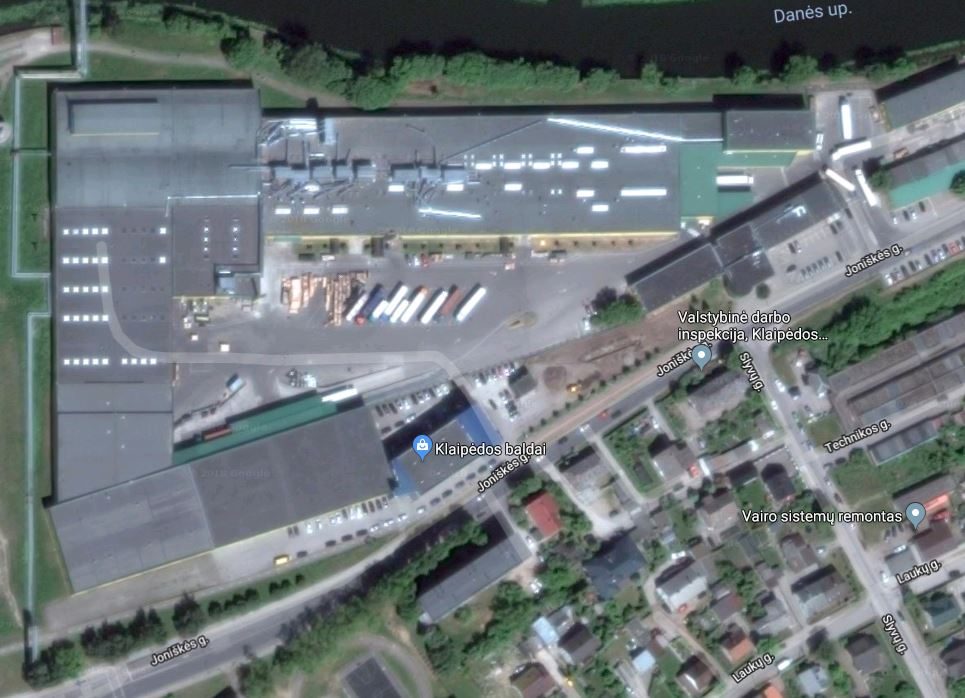 Danės up.
Joniškės g.
Valstybinė darbo
inspekcija, Klaipėdos...
Joniškė
Slyvų g.
Technikos g.
Klaipėdos baldai
Joniškės g.
Vairo sistemų remontas
Laukų g.
Slyvų g.
Joniškės g.
Laukų g.